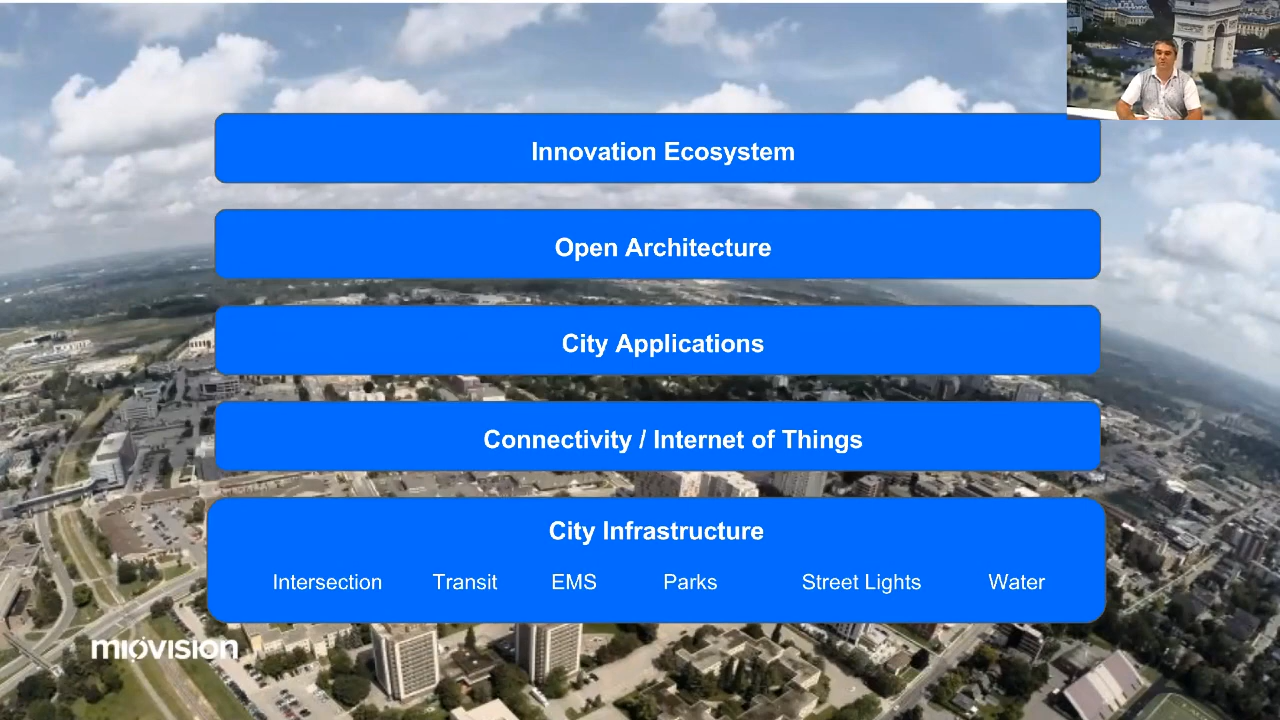 Innovation Ecosystem
Open Architecture
City Applications
Connectivity / Internet of Things
City Infrastructure
Intersection Transit EMS Parks Street Lights Water
miovision